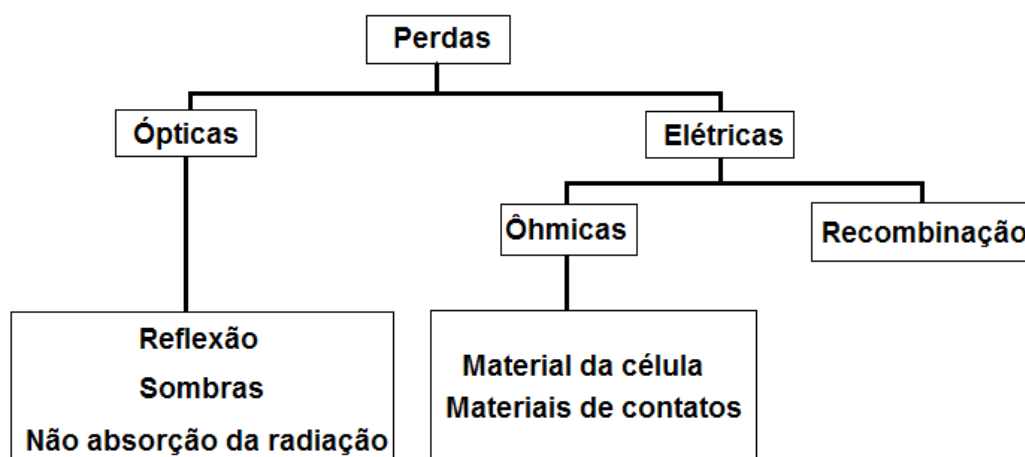 Perdas
Ópticas
Elétricas
Ôhmicas
Recombinação
Reflexão
Sombras
Não absorção da radiação
Material da célula
Materiais de contatos